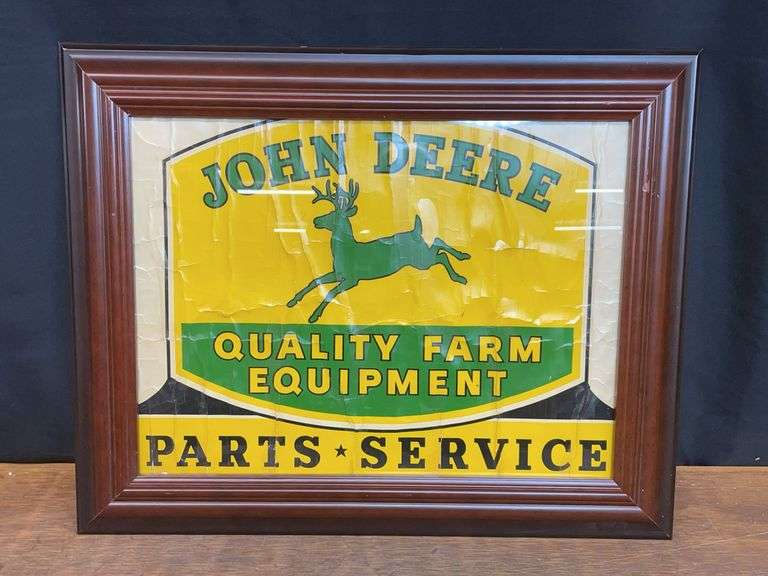 JOHN DEERE
QUALITY FARM
EQUIPMENT
PARTS ★ SERVICE